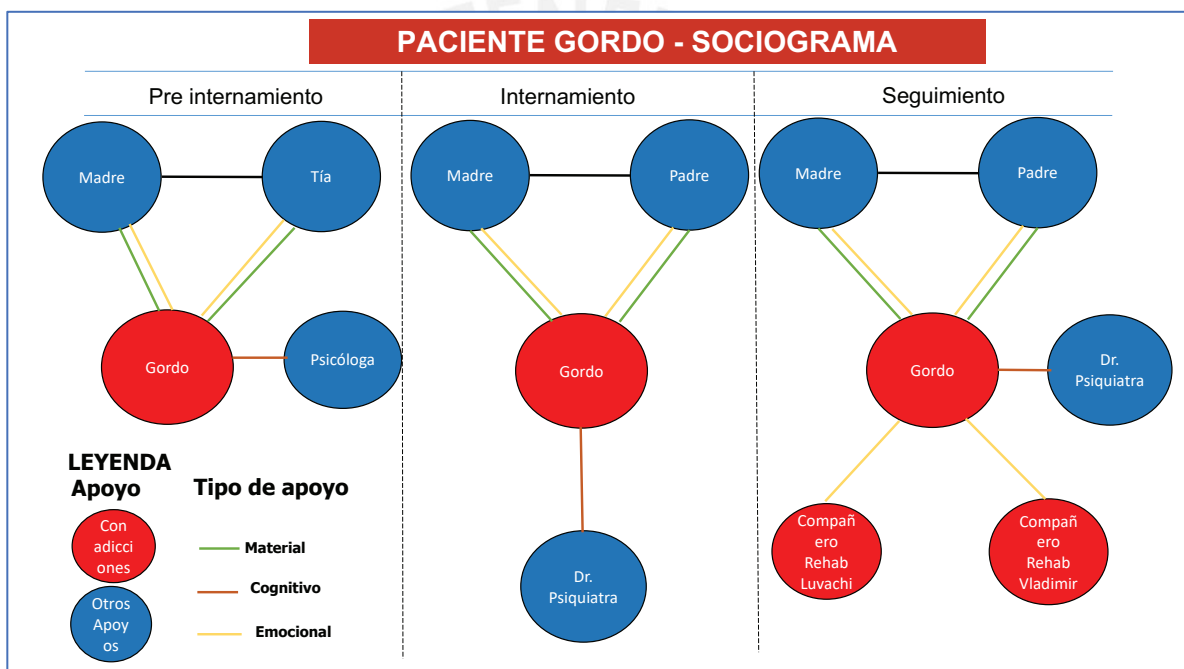 PACIENTE GORDO - SOCIOGRAMA
Pre internamiento
Madre
Tía
Gordo
Psicóloga
Internamiento
Madre
Padre
Gordo
Dr.
Psiquiatra
Seguimiento
Madre
Padre
Gordo
Dr.
Psiquiatra
Compañ
ero
Rehab
Luvachi
Compañ
ero
Rehab
Vladimir
LEYENDA
Apoyo
Con
adicci
ones
Otros
Apoy
os
Tipo de apoyo
Material
Cognitivo
Emocional